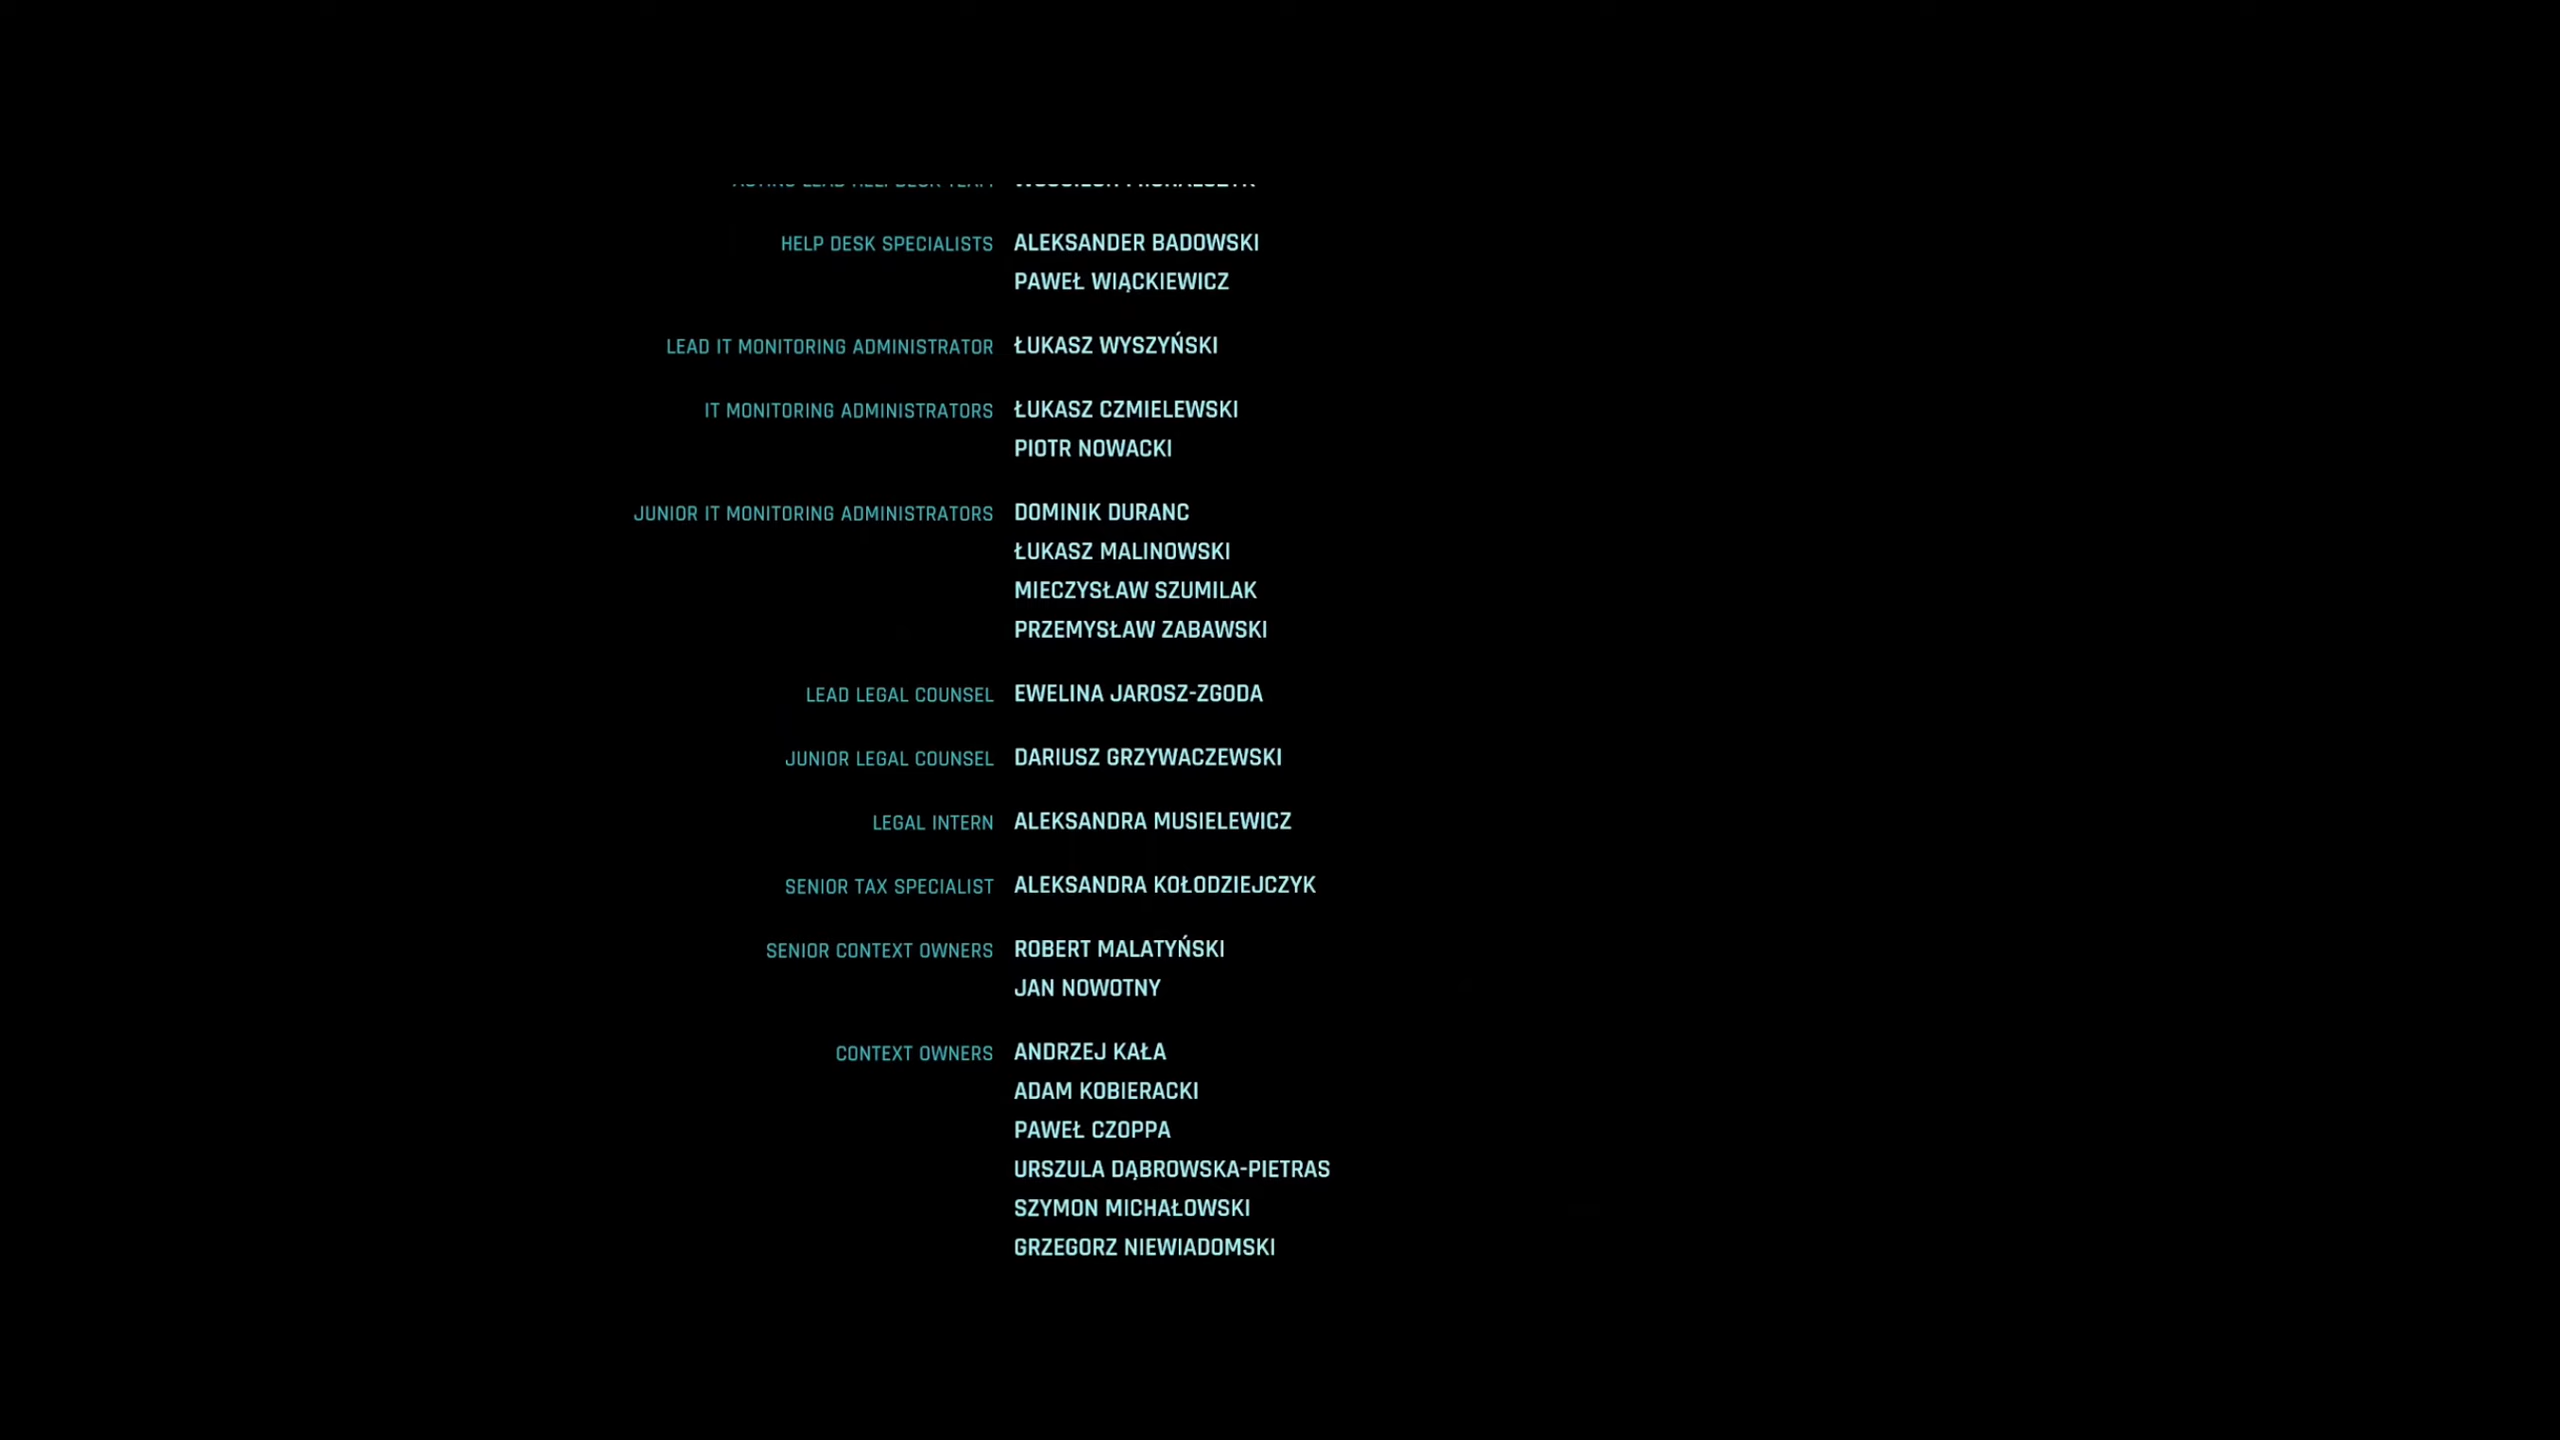 HELP DESK SPECIALISTS ALEKSANDER BADOWSKI
PAWEŁ WIĄCKIEWICZ
LEAD IT MONITORING ADMINISTRATOR ŁUKASZ WYSZYŃSKI
IT MONITORING ADMINISTRATORS ŁUKASZ CZMIELEWSKI
PIOTR NOWACKI
JUNIOR IT MONITORING ADMINISTRATORS DOMINIK DURANC
ŁUKASZ MALINOWSKI
MIECZYSŁAW SZUMILAK
PRZEMYSŁAW ZABAWSKI
LEAD LEGAL COUNSEL EWELINA JAROSZ-ZGODA
JUNIOR LEGAL COUNSEL DARIUSZ GRZYWACZEWSKI
LEGAL INTERN ALEKSANDRA MUSIELEWICZ
SENIOR TAX SPECIALIST ALEKSANDRA KOŁODZIEJCZYK
SENIOR CONTEXT OWNERS ROBERT MALATYŃSKI
JAN NOWOTNY
CONTEXT OWNERS ANDRZEJ KAŁA
ADAM KOBIERACKI
PAWEŁ CZOPPA
URSZULA DĄBROWSKA-PIETRAS
SZYMON MICHAŁOWSKI
GRZEGORZ NIEWIADOMSKI